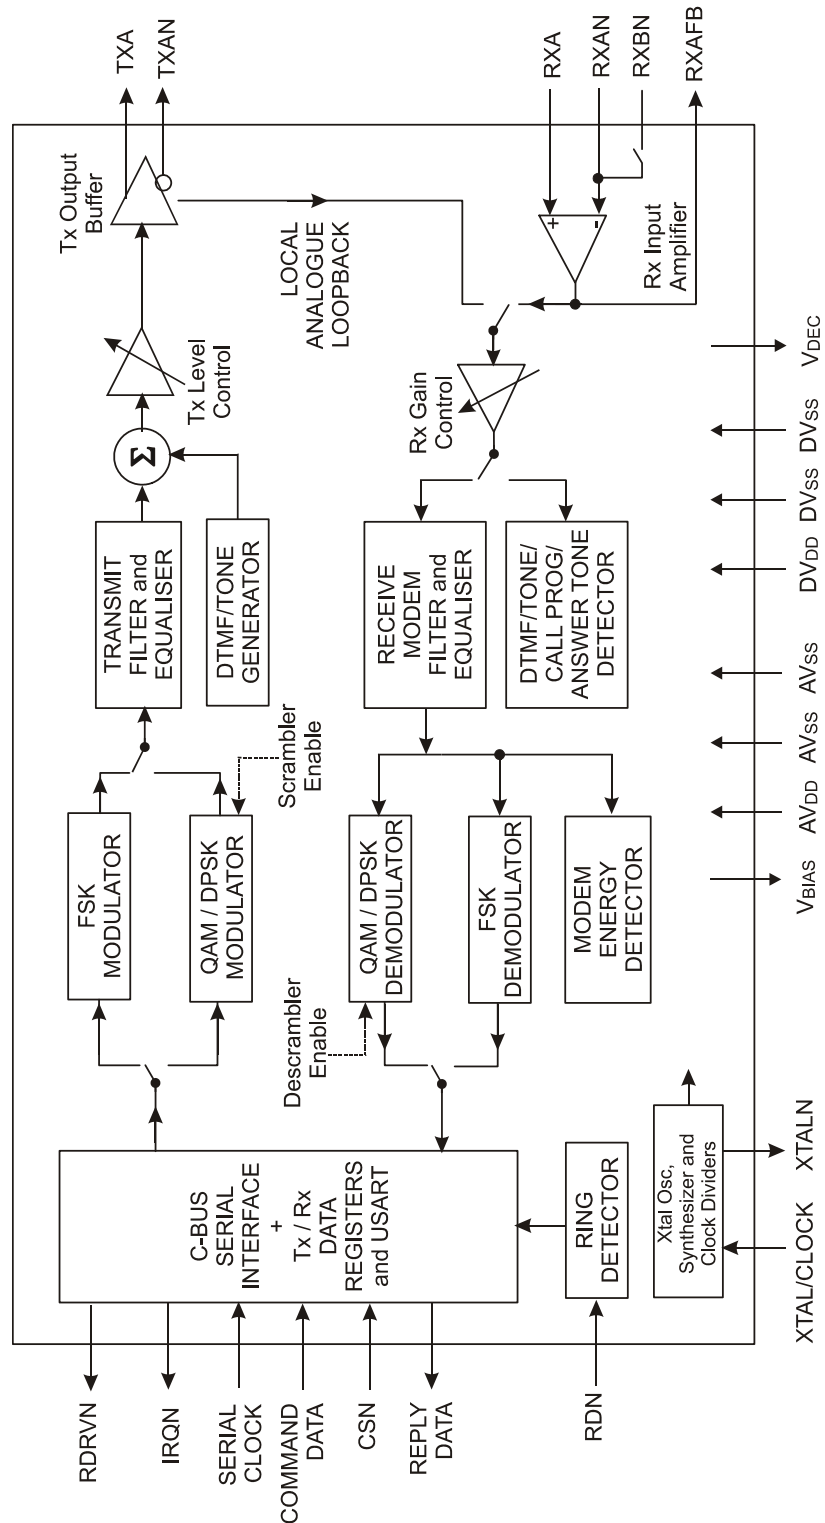 RDRVN
IRQN
SERIAL
CLOCK
COMMAND
DATA
CSN
REPLY
DATA
RDN
C-BUS
SERIAL
INTERFACE
+
Tx / Rx
DATA
REGISTERS
and USART
RING
DETECTOR
Xtal Osc,
Synthesizer and
Clock Dividers
XTAL/CLOCK
XTALN
FSK
MODULATOR
QAM / DPSK
MODULATOR
Scrambler
Enable
Descrambler
Enable
QAM / DPSK
DEMODULATOR
FSK
DEMODULATOR
MODEM
ENERGY
DETECTOR
TRANSMIT
FILTER and
EQUALISER
DTMF/TONE
GENERATOR
RECEIVE
MODEM
FILTER and
EQUALISER
DTMF/TONE/
CALL PROG/
ANSWER TONE
DETECTOR
Σ
Tx Level
Control
Tx Output
Buffer
LOCAL
ANALOGUE
LOOPBACK
Rx Gain
Control
+
-
Rx Input
Amplifier
TXA
TXAN
RXA
RXAN
RXBN
RXAFB
VBIAS
AVDD
AVSS
AVSS
DVDD
DVSS
DVSS
VDEC